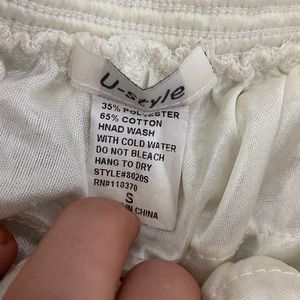 U-style
35% POLYESTER
65% COTTON
HNAD WASH
WITH COLD WATER
DO NOT BLEACH
HANG TO DRY
STYLE#8020S
RN#110370
S
IN CHINA